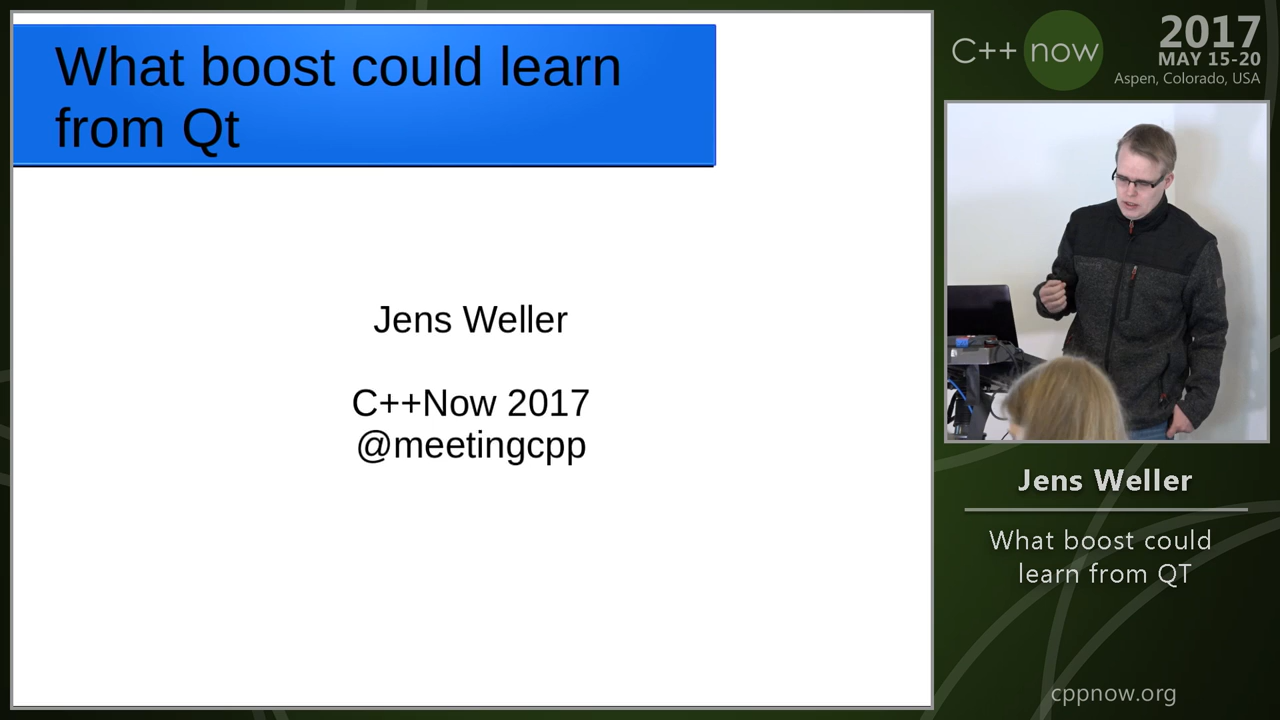 What boost could learn
from Qt
Jens Weller
C++Now 2017
@meetingcpp
C++ now
2017
MAY 15-20
Aspen, Colorado, USA
Jens Weller
What boost could
learn from QT
cppnow.org